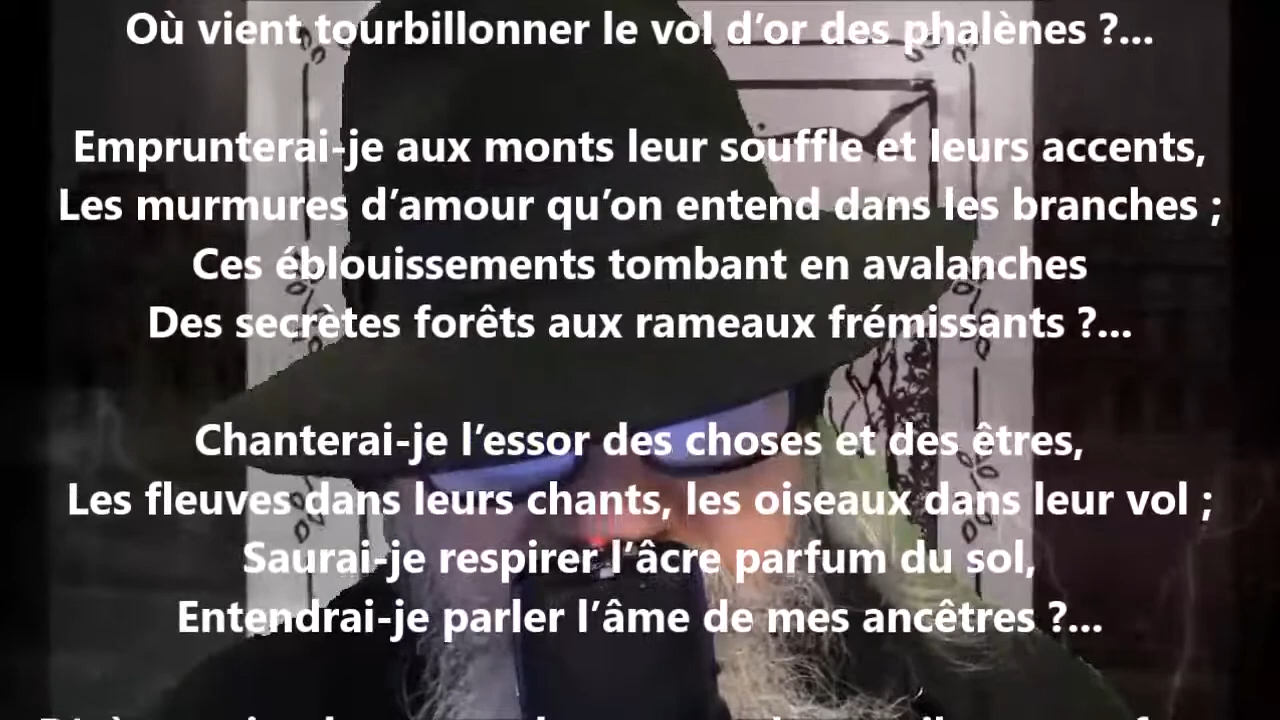 Où vient tourbillonner le vol d’or des phalènes ?...
Emprunterai-je aux monts leur souffle et leurs accents,
Les murmures d’amour qu’on entend dans les branches ;
Ces éblouissements tombant en avalanches
Des secrètes forêts aux rameaux frémissants ?...
Chanterai-je l’essor des choses et des êtres,
Les fleuves dans leurs chants, les oiseaux dans leur vol ;
Saurai-je respirer l’âcre parfum du sol,
Entendrai-je parler l’âme de mes ancêtres ?...